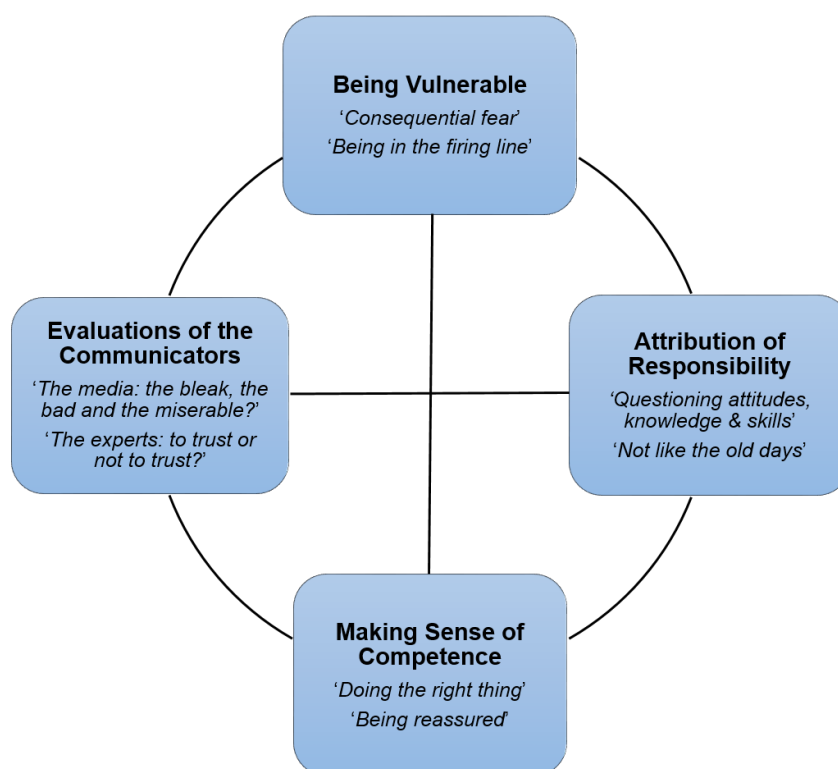 Being Vulnerable
‘Consequential fear’
‘Being in the firing line’
Evaluations of the
Communicators
‘The media: the bleak, the
bad and the miserable?’
‘The experts: to trust or
not to trust?’
Attribution of
Responsibility
‘Questioning attitudes,
knowledge & skills’
‘Not like the old days’
Making Sense of
Competence
‘Doing the right thing’
‘Being reassured’